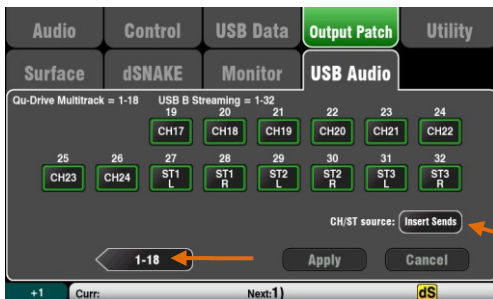 Audio Control USB Data Output Patch Utility
Surface dSNAKE Monitor USB Audio
Qu-Drive Multitrack = 1-18 USB B Streaming = 1-32
19 20 21 22 23 24
CH17 CH18 CH19 CH20 CH21 CH22
25 26 27 28 29 30 31 32
CH23 CH24 ST1 L ST1 R ST2 L ST2 R ST3 L ST3 R
CH/ST source: Insert Sends
1-18 Apply Cancel
+1 Curr: Next:1) dS